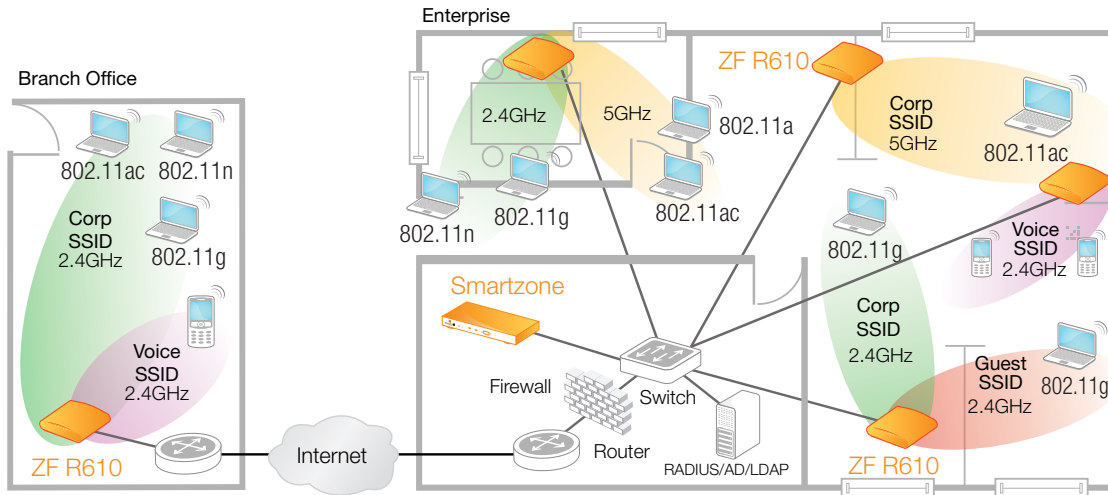 Enterprise
Branch Office
802.11ac
802.11n
802.11g
Corp
SSID
2.4GHz
Voice
SSID
2.4GHz
ZF R610
Internet
2.4GHz
5GHz
802.11a
802.11n
802.11g
802.11ac
ZF R610
Corp
SSID
5GHz
802.11ac
802.11g
Voice
SSID
2.4GHz
Corp
SSID
2.4GHz
Guest
SSID
2.4GHz
802.11g
ZF R610
Smartzone
Firewall
Switch
Router
RADIUS/AD/LDAP